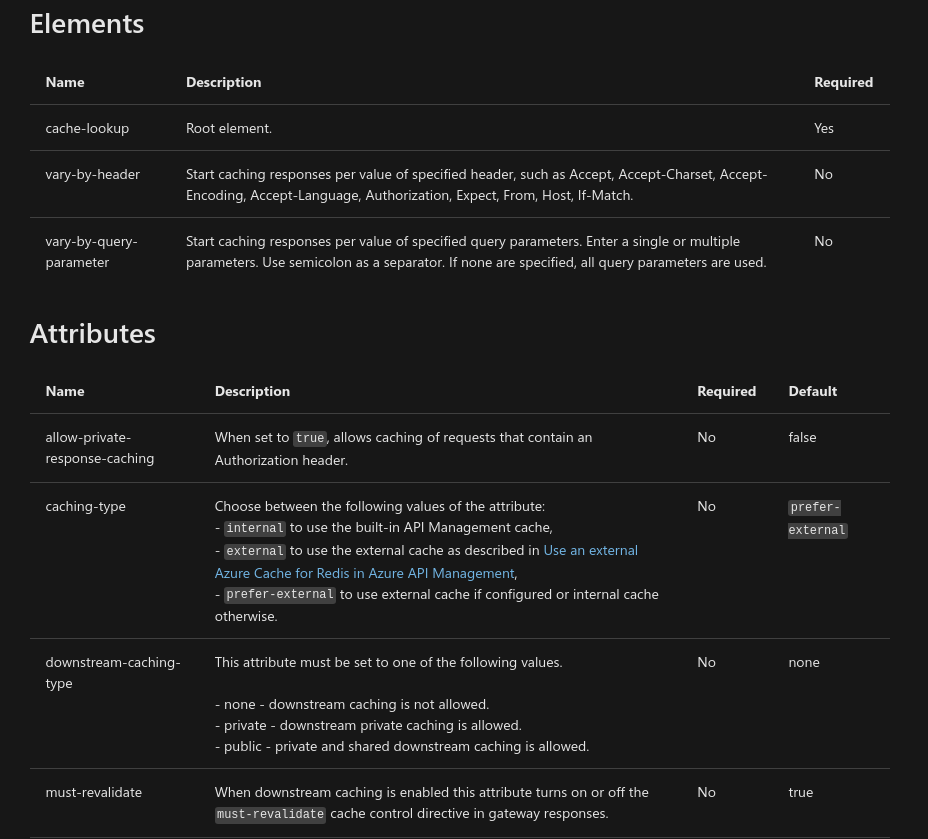 Elements
Name Description Required
cache-lookup Root element. Yes
vary-by-header Start caching responses per value of specified header, such as Accept, Accept-Charset, Accept- No
Encoding, Accept-Language, Authorization, Expect, From, Host, If-Match.
vary-by-query- Start caching responses per value of specified query parameters. Enter a single or multiple No
parameter parameters. Use semicolon as a separator. If none are specified, all query parameters are used.
Attributes
Name Description Required Default
allow-private- When set to true, allows caching of requests that contain an No false
response-caching Authorization header.
caching-type Choose between the following values of the attribute: No prefer-
- internal to use the built-in API Management cache, external
- external to use the external cache as described in Use an external
Azure Cache for Redis in Azure API Management,
- prefer-external to use external cache if configured or internal cache
otherwise.
downstream-caching- This attribute must be set to one of the following values. No none
type
- none - downstream caching is not allowed.
- private - downstream private caching is allowed.
- public - private and shared downstream caching is allowed.
must-revalidate When downstream caching is enabled this attribute turns on or off the No true
must-revalidate cache control directive in gateway responses.